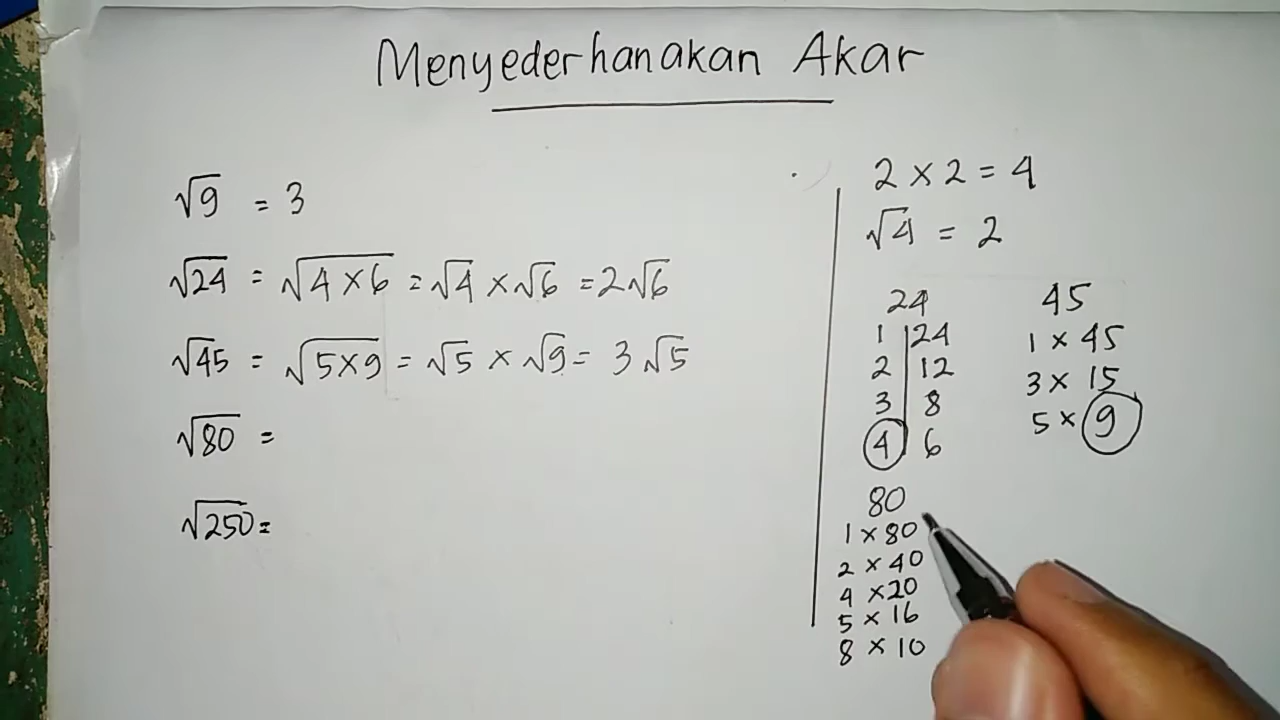 Menyederhanakan Akar
√9 = 3
√24 = √4 × 6 = √4 × √6 = 2√6
√45 = √5×9 = √5 × √9 = 3√5
√80 =
√250 =
2 × 2 = 4
√4 = 2
24
1 | 24
2 | 12
3 | 8
4 | 6
45
1 × 45
3 × 15
5 × 9
80
1 × 80
2 × 40
4 × 20
5 × 16
8 × 10